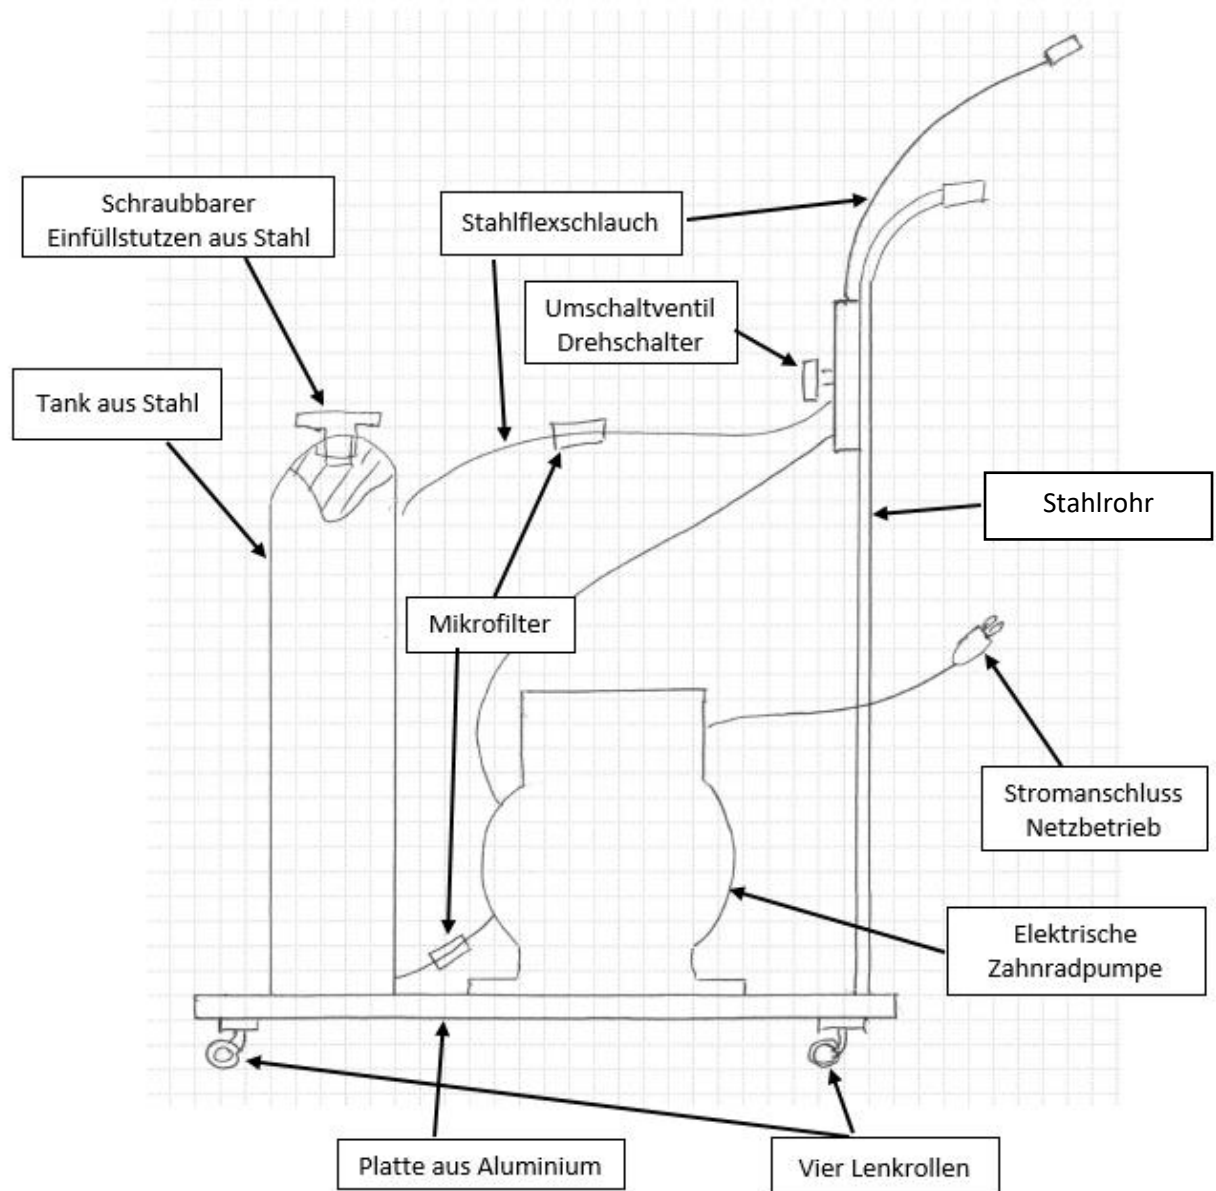 Schraubbarer
Einfüllstutzen aus Stahl
Stahlflexschlauch
Umschaltventil
Drehschalter
Tank aus Stahl
Stahlrohr
Mikrofilter
Stromanschluss
Netzbetrieb
Elektrische
Zahnradpumpe
Platte aus Aluminium
Vier Lenkrollen